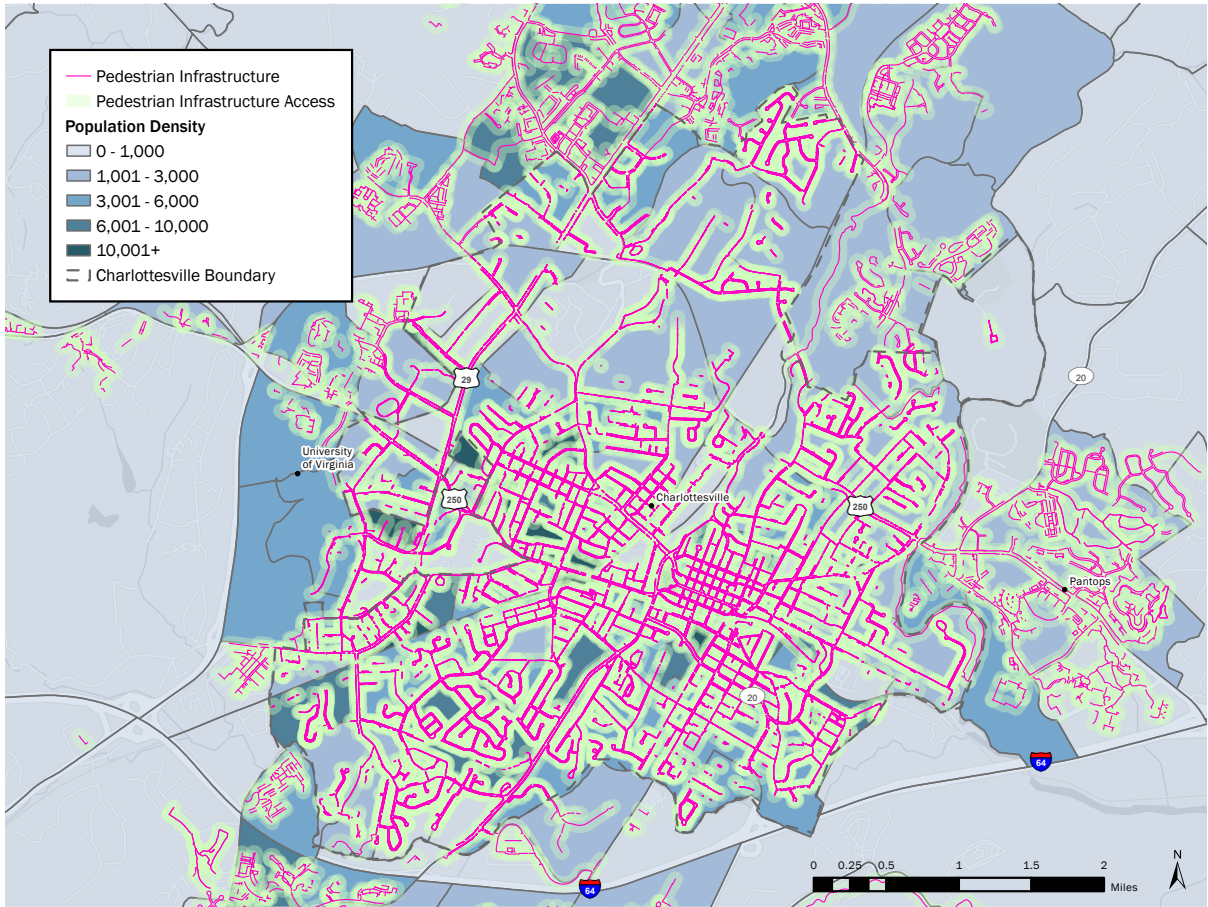 Pedestrian Infrastructure
Pedestrian Infrastructure Access
Population Density
0 - 1,000
1,001 - 3,000
3,001 - 6,000
6,001 - 10,000
10,001+
Charlottesville Boundary
20
29
University
of Virginia
250
Charlottesville
250
Pantops
20
64
64
0 0.25 0.5 1 1.5 2
Miles
N